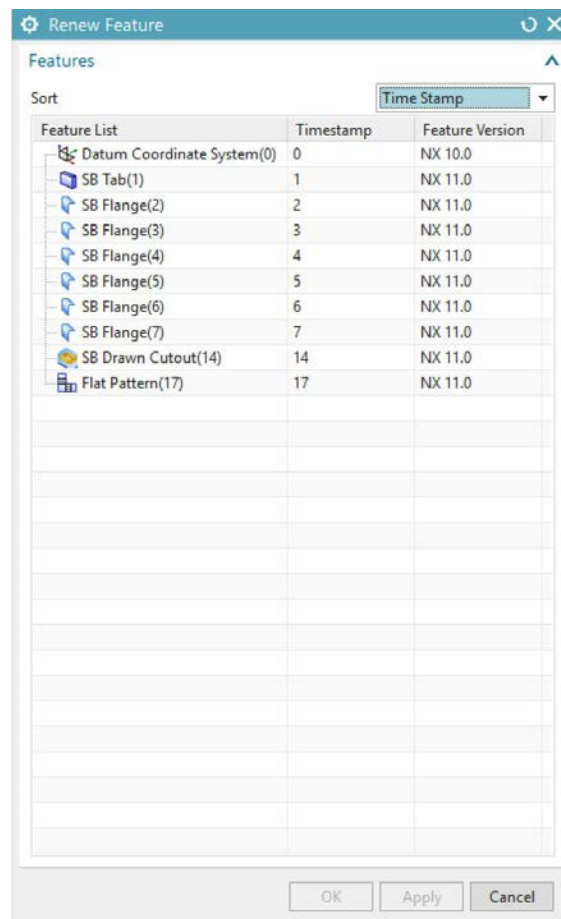 Renew Feature
Features
Sort Time Stamp
Feature List Timestamp Feature Version
Datum Coordinate System(0) 0 NX 10.0
SB Tab(1) 1 NX 11.0
SB Flange(2) 2 NX 11.0
SB Flange(3) 3 NX 11.0
SB Flange(4) 4 NX 11.0
SB Flange(5) 5 NX 11.0
SB Flange(6) 6 NX 11.0
SB Flange(7) 7 NX 11.0
SB Drawn Cutout(14) 14 NX 11.0
Flat Pattern(17) 17 NX 11.0
OK Apply Cancel